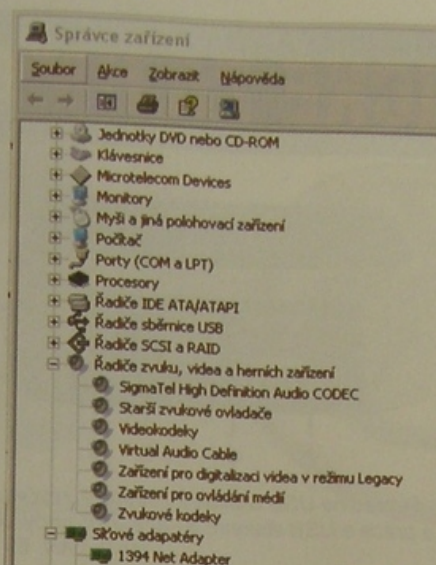 Správce zařízení
Soubor Akce Zobrazit Nápověda
Jednotky DVD nebo CD-ROM
Klávesnice
Microtelecom Devices
Monitory
Myši a jiná polohovací zařízení
Počítač
Porty (COM a LPT)
Procesory
Řadiče IDE ATA/ATAPI
Řadiče sběrnice USB
Řadiče SCSI a RAID
Řadiče zvuku, videa a herních zařízení
SigmaTel High Definition Audio CODEC
Starší zvukové ovladače
Videokodeky
Virtual Audio Cable
Zařízení pro digitalizaci videa v režimu Legacy
Zařízení pro ovládání médií
Zvukové kodeky
Síťové adaptéry
1394 Net Adapter